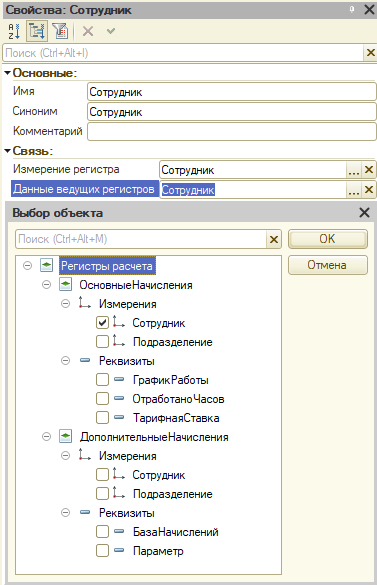 Свойства: Сотрудник
Поиск (Ctrl+Alt+I)
Основные:
Имя Сотрудник
Синоним Сотрудник
Комментарий
Связь:
Измерение регистра Сотрудник ...
Данные ведущих регистров Сотрудник ...
Выбор объекта
Поиск (Ctrl+Alt+M) OK
Регистры расчета Отмена
ОсновныеНачисления
Измерения
Сотрудник
Подразделение
Реквизиты
ГрафикРаботы
ОтработаноЧасов
ТарифнаяСтавка
ДополнительныеНачисления
Измерения
Сотрудник
Подразделение
Реквизиты
БазаНачислений
Параметр